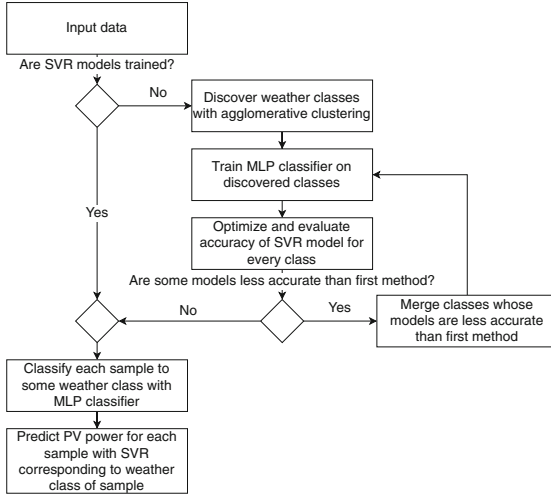 Input data
Are SVR models trained?
No
Discover weather classes
with agglomerative clustering
Train MLP classifier on
discovered classes
Yes
Optimize and evaluate
accuracy of SVR model for
every class
Are some models less accurate than first method?
No
Yes
Merge classes whose
models are less accurate
than first method
Classify each sample to
some weather class with
MLP classifier
Predict PV power for each
sample with SVR
corresponding to weather
class of sample